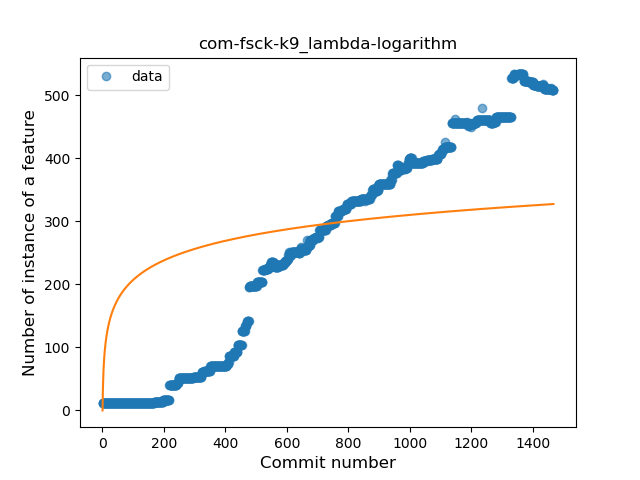 com-fsck-k9_lambda-logarithm
data
Number of instance of a feature
500
400
300
200
100
0
0 200 400 600 800 1000 1200 1400
Commit number